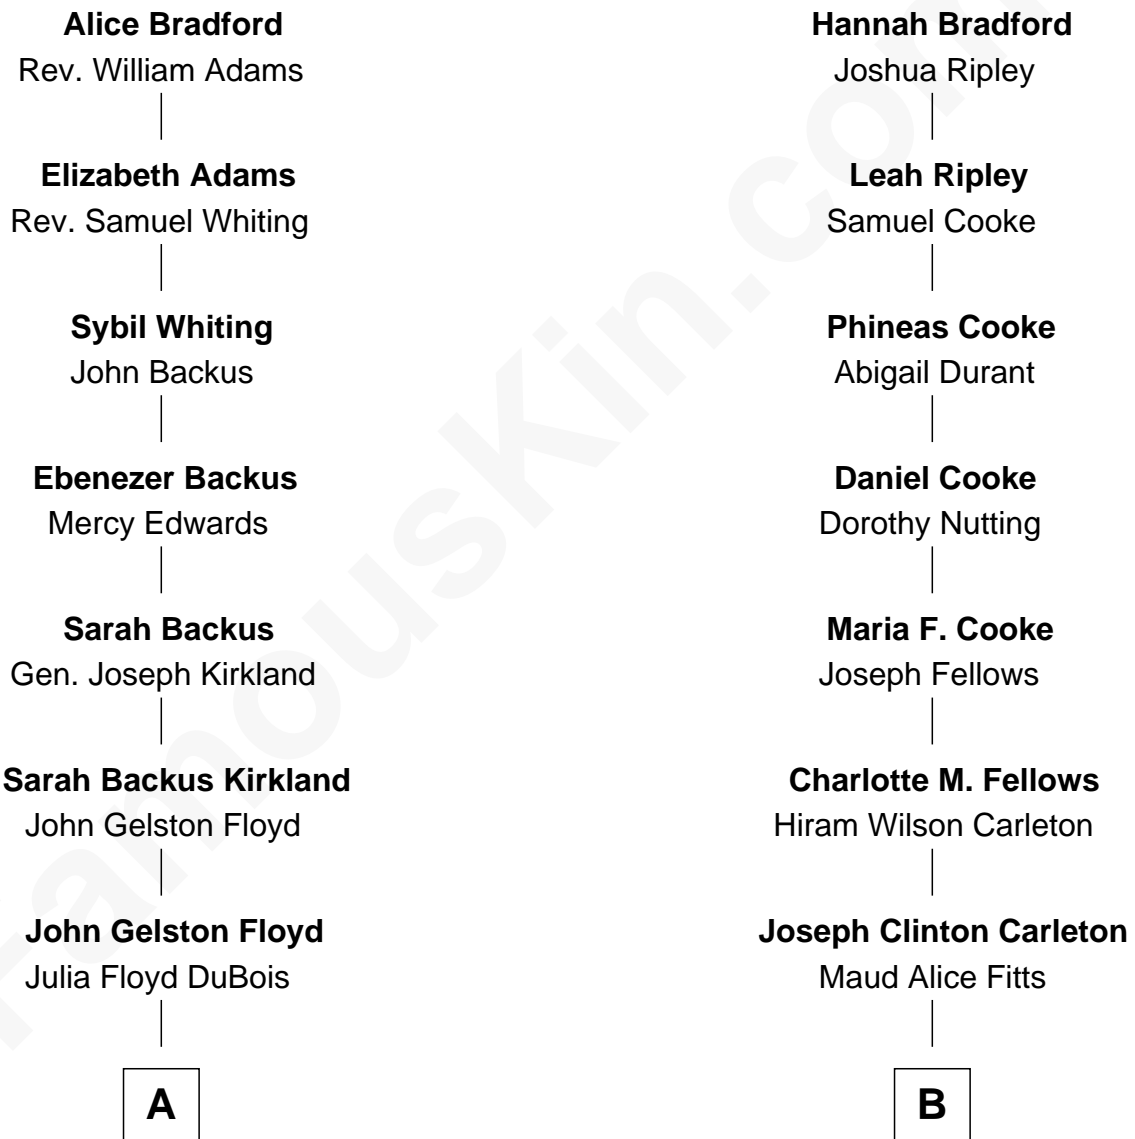 Alice Bradford
Rev. William Adams
Elizabeth Adams
Rev. Samuel Whiting
Sybil Whiting
John Backus
Ebenezer Backus
Mercy Edwards
Sarah Backus
Gen. Joseph Kirkland
Sarah Backus Kirkland
John Gelston Floyd
John Gelston Floyd
Julia Floyd DuBois
A
Hannah Bradford
Joshua Ripley
Leah Ripley
Samuel Cooke
Phineas Cooke
Abigail Durant
Daniel Cooke
Dorothy Nutting
Maria F. Cooke
Joseph Fellows
Charlotte M. Fellows
Hiram Wilson Carleton
Joseph Clinton Carleton
Maud Alice Fitts
B
FamousKin.com